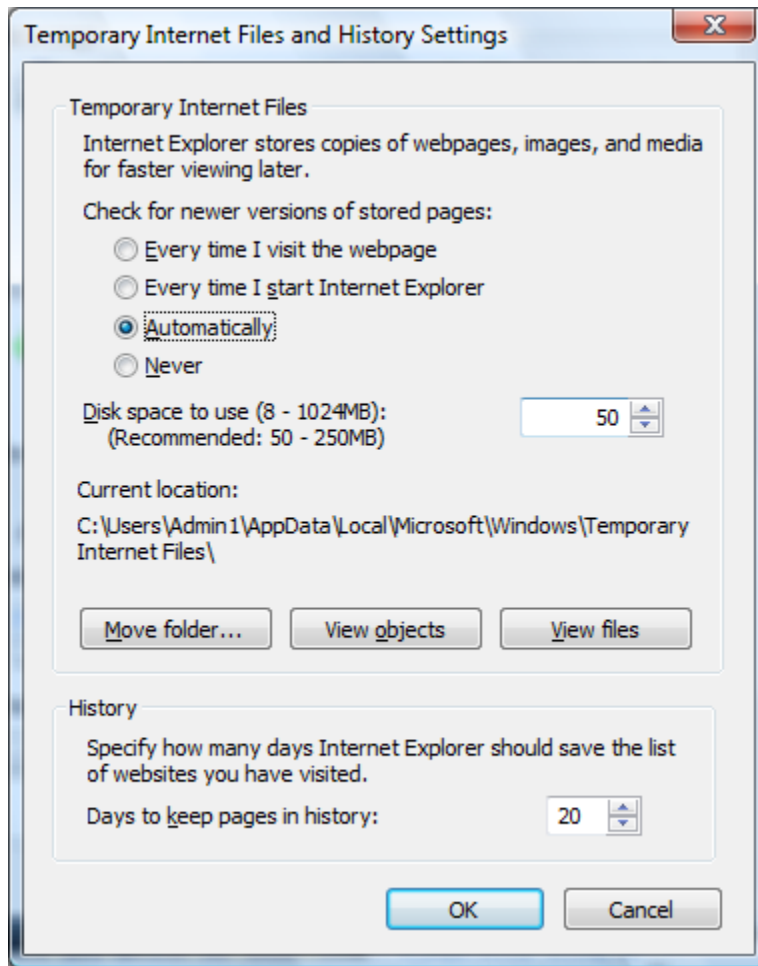 Temporary Internet Files and History Settings
Temporary Internet Files
Internet Explorer stores copies of webpages, images, and media
for faster viewing later.
Check for newer versions of stored pages:
Every time I visit the webpage
Every time I start Internet Explorer
Automatically
Never
Disk space to use (8 - 1024MB): 50
(Recommended: 50 - 250MB)
Current location:
C:\Users\Admin1\AppData\Local\Microsoft\Windows\Temporary
Internet Files\
Move folder... View objects View files
History
Specify how many days Internet Explorer should save the list
of websites you have visited.
Days to keep pages in history: 20
OK Cancel